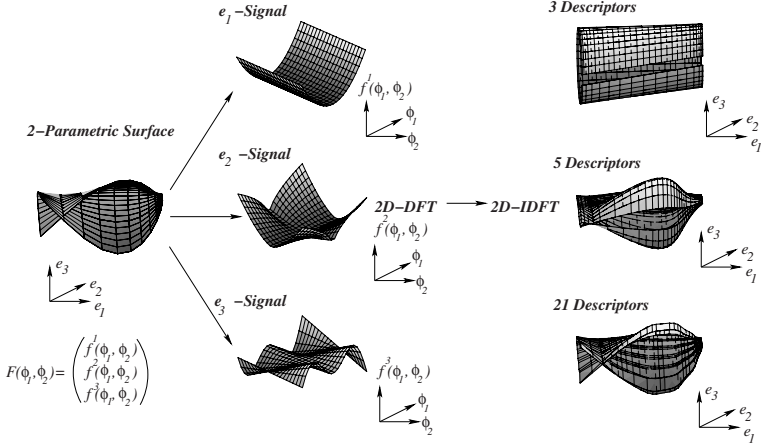 e1 –Signal
3 Descriptors
f1(ϕ1, ϕ2)
ϕ1
ϕ2
e3
e2
e1
2–Parametric Surface
e2 –Signal
5 Descriptors
2D–DFT
2D–IDFT
f2(ϕ1, ϕ2)
ϕ1
ϕ2
e3
e2
e1
e3
e2
e1
e3 –Signal
21 Descriptors
F(ϕ1,ϕ2)=
f1(ϕ1, ϕ2)
f2(ϕ1, ϕ2)
f3(ϕ1, ϕ2)
f3(ϕ1, ϕ2)
ϕ1
ϕ2
e3
e2
e1